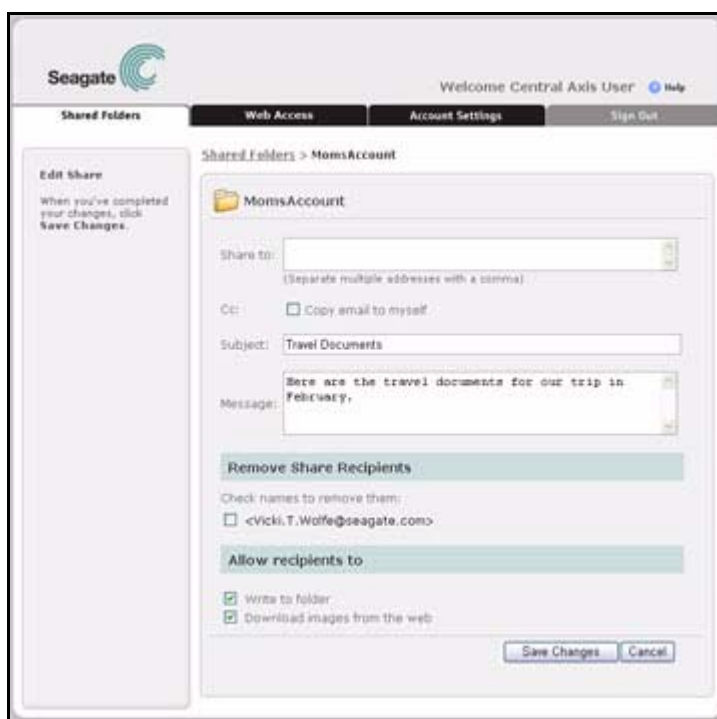 Seagate
Welcome Central Axis User Help
Shared Folders Web Access Account Settings Sign Out
Shared Folders > MomsAccount
Edit Share
When you've completed
your changes, click
Save Changes.
MomsAccount
Share to:
(Separate multiple addresses with a comma)
Cc: Copy email to myself
Subject: Travel Documents
Message: Here are the travel documents for our trip in
February.
Remove Share Recipients
Check names to remove them:
<Vicki.T.Wolfe@seagate.com>
Allow recipients to
Write to folder
Download images from the web
Save Changes Cancel